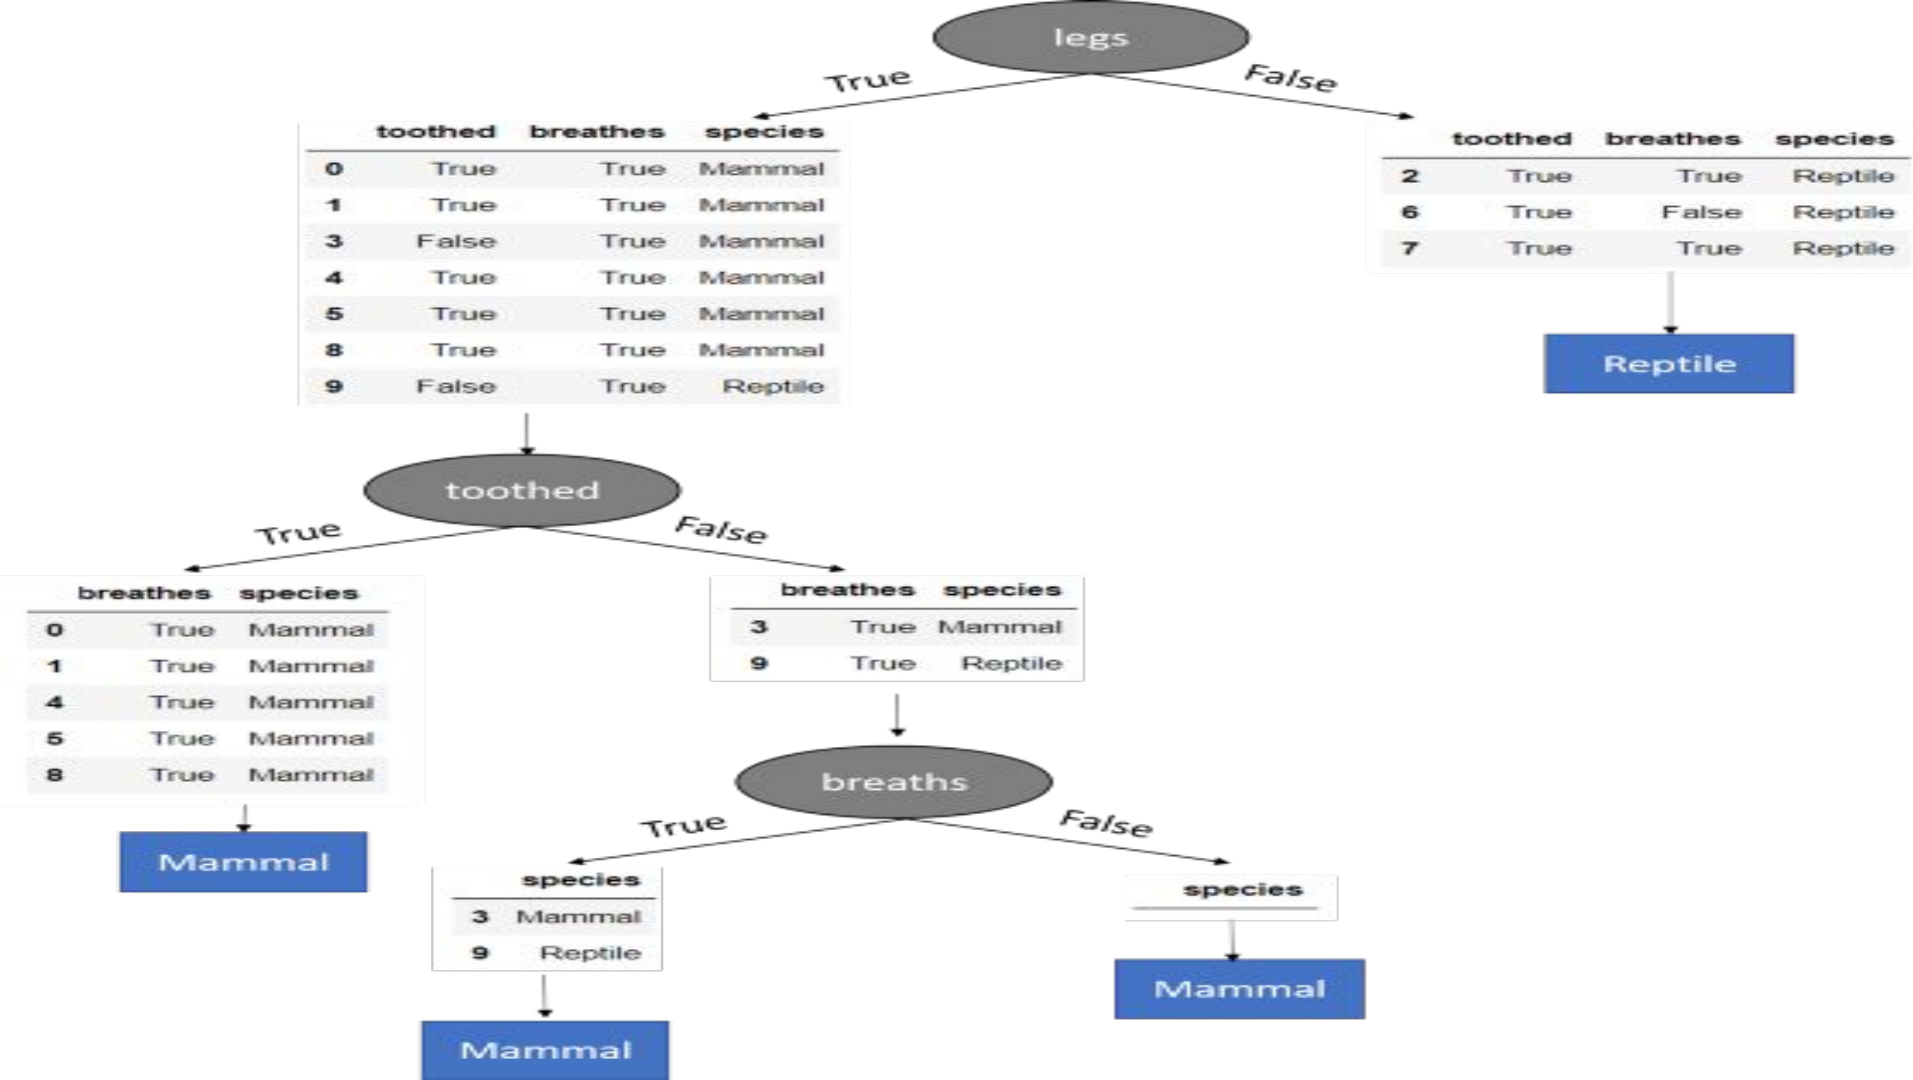 legs
True
False
toothed breathes species
0 True True Mammal
1 True True Mammal
3 False True Mammal
4 True True Mammal
5 True True Mammal
8 True True Mammal
9 False True Reptile
toothed breathes species
2 True True Reptile
6 True False Reptile
7 True True Reptile
Reptile
toothed
True
False
breathes species
0 True Mammal
1 True Mammal
4 True Mammal
5 True Mammal
8 True Mammal
Mammal
breathes species
3 True Mammal
9 True Reptile
breaths
True
False
species
3 Mammal
9 Reptile
Mammal
species
Mammal